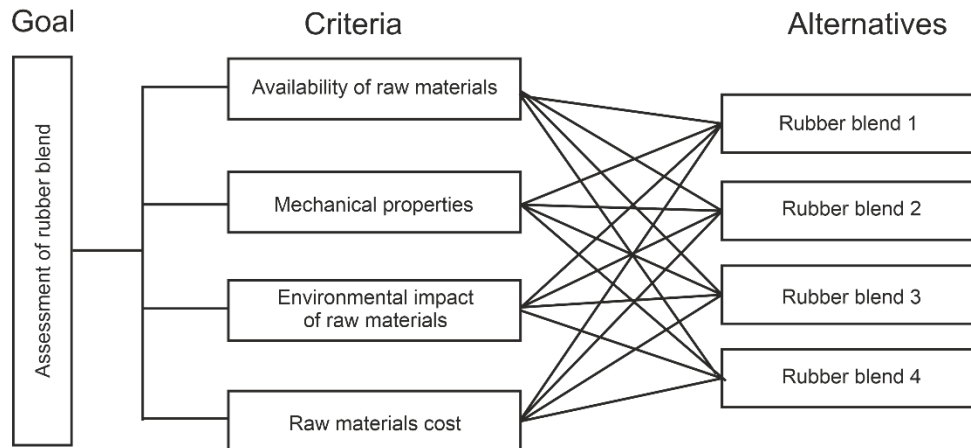 Goal
Criteria
Alternatives
Assessment of rubber blend
Availability of raw materials
Mechanical properties
Environmental impact
of raw materials
Raw materials cost
Rubber blend 1
Rubber blend 2
Rubber blend 3
Rubber blend 4